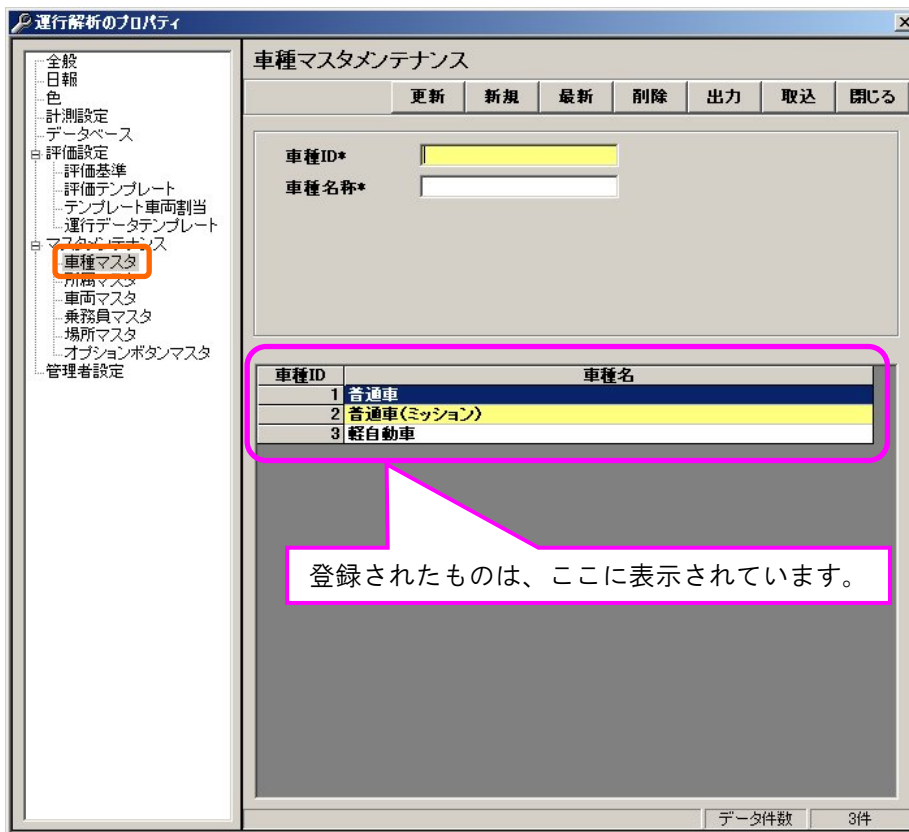 運行解析のプロパティ
全般
日報
色
計測設定
データベース
評価設定
評価基準
評価テンプレート
テンプレート車両割当
運行データテンプレート
マスタメンテナンス
車種マスタ
所属マスタ
車両マスタ
乗務員マスタ
場所マスタ
オプションボタンマスタ
管理者設定
車種マスタメンテナンス
更新 新規 最新 削除 出力 取込 閉じる
車種ID*
車種名称*
車種ID 車種名
1 普通車
2 普通車(ミッション)
3 軽自動車
登録されたものは、ここに表示されています。
データ件数 3件